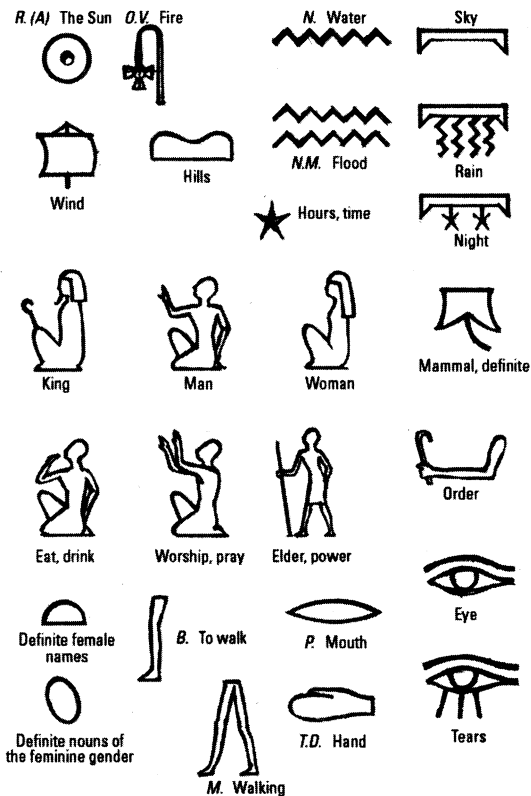 R. (A) The Sun
O.V. Fire
N. Water
Sky
Wind
Hills
N.M. Flood
Rain
Hours, time
Night
King
Man
Woman
Mammal, definite
Eat, drink
Worship, pray
Elder, power
Order
Definite female
names
B. To walk
P. Mouth
Eye
Definite nouns of
the feminine gender
M. Walking
T.D. Hand
Tears